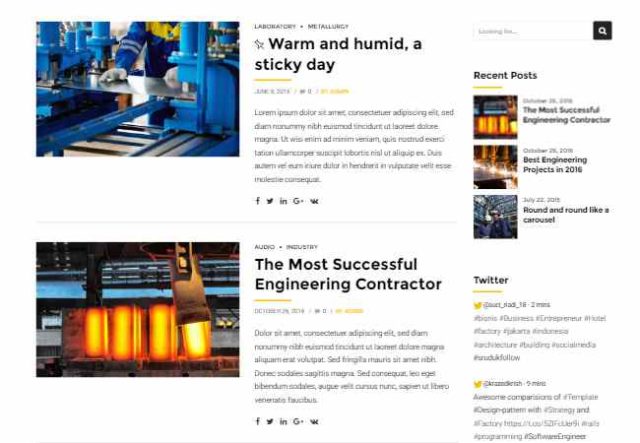 LABORATORY • METALLURGY
Warm and humid, a
sticky day
JUNE 9, 2016 / 0 / BY ADMIN
Lorem ipsum dolor sit amet, consectetuer adipiscing elit, sed
diam nonummy nibh euismod tincidunt ut laoreet dolore
magna. Ut wisi enim ad minim veniam, quis nostrud exerci
tation ullamcorper suscipit lobortis nisl ut aliquip ex. Duis
autem vel eum iriure dolor in hendrerit in vulputate velit esse
molestie consequat.
AUDIO • INDUSTRY
The Most Successful
Engineering Contractor
OCTOBER 26, 2016 / 0 / BY ADMIN
Dolor sit amet, consectetuer adipiscing elit, sed diam
nonummy nibh euismod tincidunt ut laoreet dolore magna
aliquam erat volutpat. Sed fringilla mauris sit amet nibh.
Donec sodales sagittis magna. Sed consequat, leo eget
bibendum sodales, augue velit cursus nunc, sapien ut libero
venenatis faucibus.
Looking for...
Recent Posts
October 26, 2016
The Most Successful
Engineering Contractor
October 26, 2016
Best Engineering
Projects in 2016
July 22, 2015
Round and round like a
carousel
Twitter
@suct_riadi_18 - 2 mins
#bisnis #Business #Entrepreneur #Hotel
#factory #jakarta #indonesia
#architecture #building #socialmedia
#produkfollow
- 9 mins
Awesome comparisions of #Template
#Design-pattern with #Strategy and
#Factory #rails
#programming #SoftwareEngineer